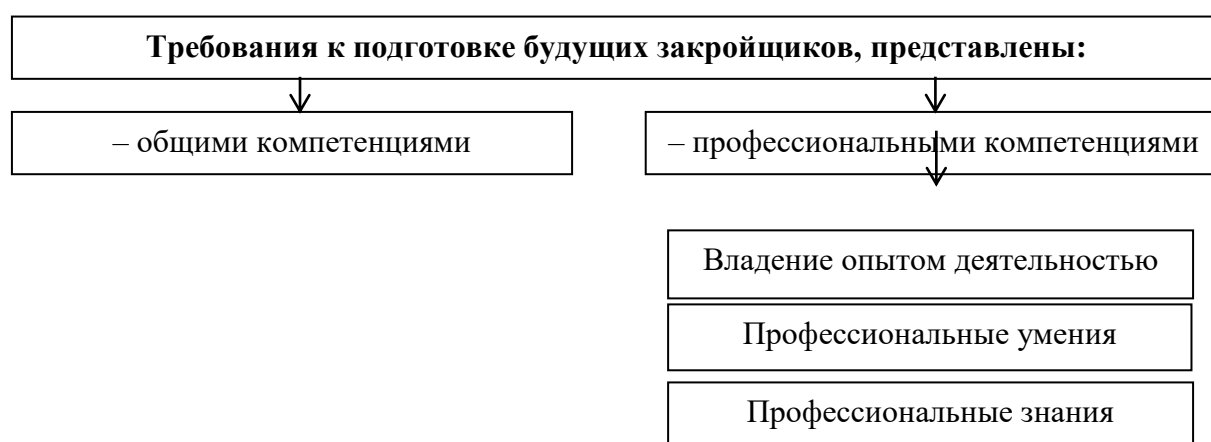 Требования к подготовке будущих закройщиков, представлены:
– общими компетенциями
– профессиональными компетенциями
Владение опытом деятельностью
Профессиональные умения
Профессиональные знания